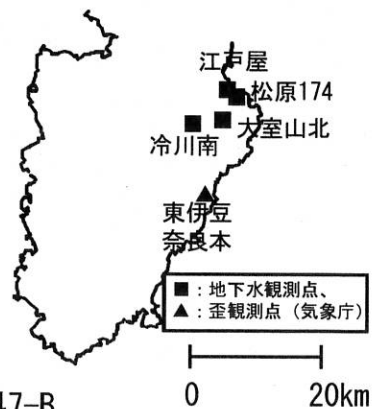 江戸屋
松原174
大室山北
冷川南
東伊豆
奈良本
■：地下水観測点、
▲：歪観測点（気象庁）
0 20km
17-B